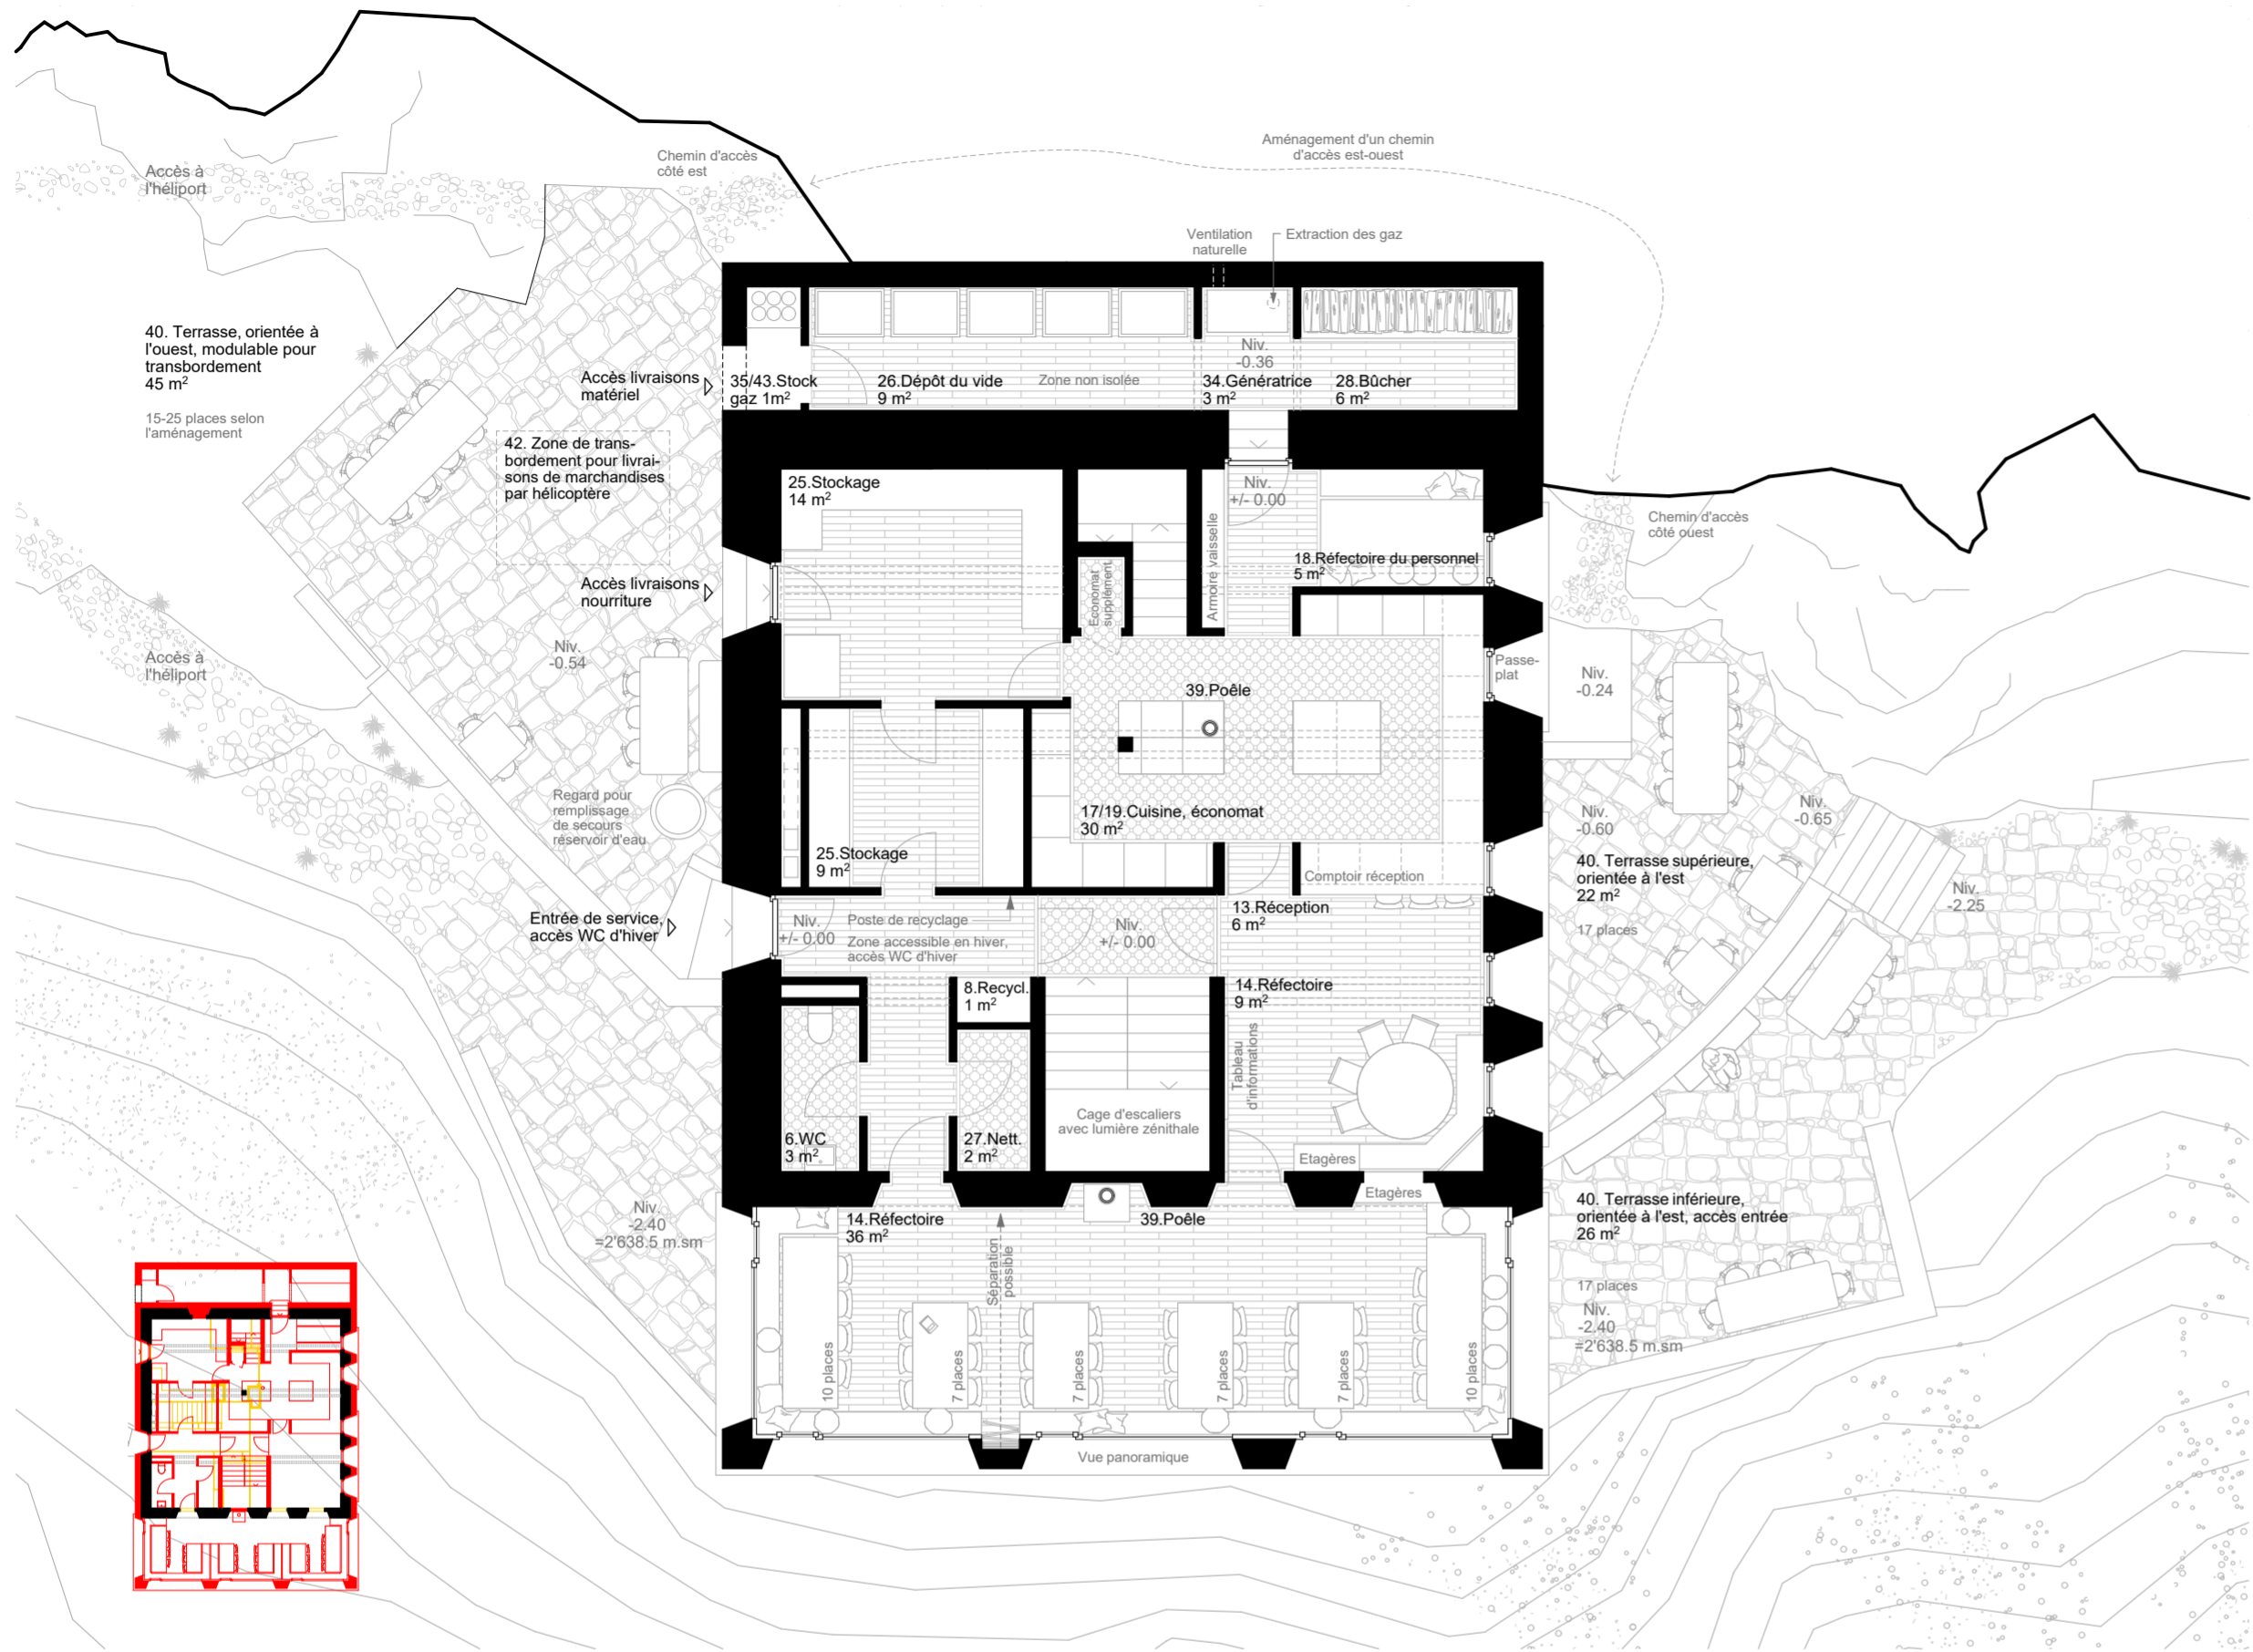 Accès à
l'héliport
Chemin d'accès
côté est
Aménagement d'un chemin
d'accès est-ouest
Ventilation
naturelle
Extraction des gaz
40. Terrasse, orientée à
l'ouest, modulable pour
transbordement
45 m²
15-25 places selon
l'aménagement
Accès livraisons
matériel
35/43.Stock
gaz 1m²
26.Dépôt du vide
9 m²
Zone non isolée
Niv.
-0.36
34.Génératrice
3 m²
28.Bûcher
6 m²
42. Zone de trans-
bordement pour livrai-
sons de marchandises
par hélicoptère
25.Stockage
14 m²
Niv.
+/- 0.00
Armoire vaisselle
Economat
supplément.
18.Réfectoire du personnel
5 m²
Chemin d'accès
côté ouest
Accès livraisons
nourriture
Niv.
-0.54
Accès à
l'héliport
39.Poêle
Passe-
plat
Niv.
-0.24
Regard pour
remplissage
de secours
réservoir d'eau
17/19.Cuisine, économat
30 m²
Niv.
-0.60
Niv.
-0.65
25.Stockage
9 m²
Comptoir réception
40. Terrasse supérieure,
orientée à l'est
22 m²
17 places
Niv.
-2.25
Entrée de service,
accès WC d'hiver
Niv.
+/- 0.00
Poste de recyclage
Zone accessible en hiver,
accès WC d'hiver
Niv.
+/- 0.00
13.Réception
6 m²
8.Recycl.
1 m²
14.Réfectoire
9 m²
Tableau
d'informations
Cage d'escaliers
avec lumière zénithale
6.WC
3 m²
27.Nett.
2 m²
Etagères
Etagères
Niv.
-2.40
=2'638.5 m.sm
14.Réfectoire
36 m²
Séparation
possible
39.Poêle
40. Terrasse inférieure,
orientée à l'est, accès entrée
26 m²
17 places
Niv.
-2.40
=2'638.5 m.sm
10 places
7 places
7 places
7 places
7 places
10 places
Vue panoramique